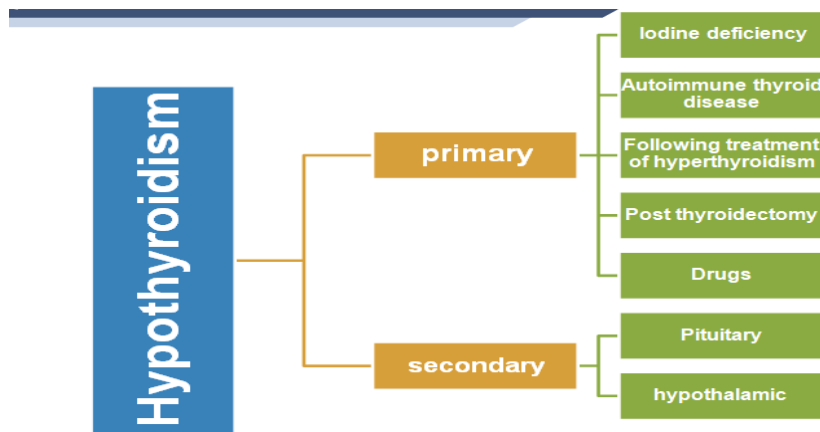 Hypothyroidism
primary
Iodine deficiency
Autoimmune thyroid
disease
Following treatment
of hyperthyroidism
Post thyroidectomy
Drugs
secondary
Pituitary
hypothalamic